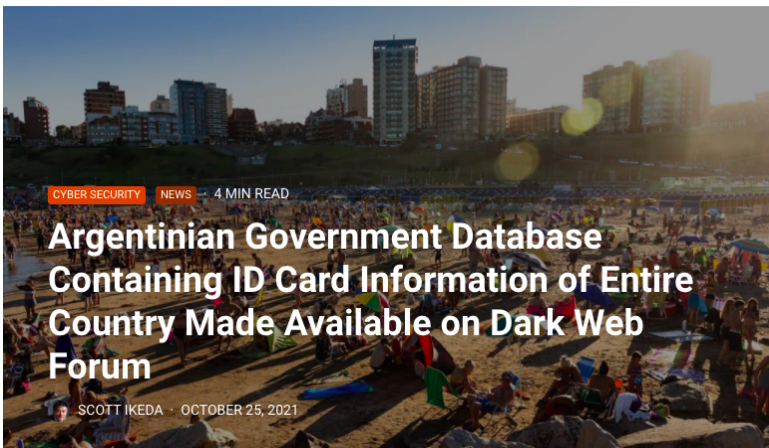 CYBER SECURITY NEWS · 4 MIN READ
Argentinian Government Database
Containing ID Card Information of Entire
Country Made Available on Dark Web
Forum
SCOTT IKEDA · OCTOBER 25, 2021